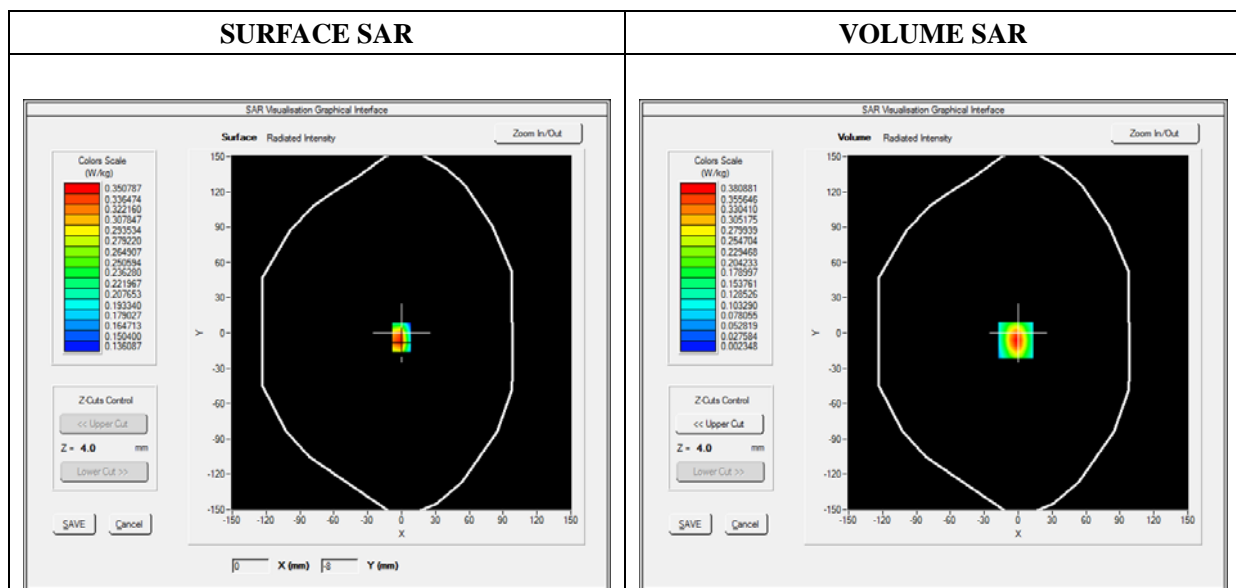 SURFACE SAR
VOLUME SAR
SAR Visualisation Graphical Interface
Surface Radiated Intensity
Zoom In/Out
Colors Scale
(W/kg)
0.350787
0.336474
0.322160
0.307847
0.293534
0.279220
0.264907
0.250594
0.236280
0.221967
0.207653
0.193340
0.179027
0.164713
0.150400
0.136087
Z-Cuts Control
<< Upper Cut
Z = 4.0 mm
Lower Cut >>
SAVE Cancel
150
120
90
60
30
0
-30
-60
-90
-120
-150
Y
-150 -120 -90 -60 -30 0 30 60 90 120 150
X
0 X (mm) -8 Y (mm)
SAR Visualisation Graphical Interface
Volume Radiated Intensity
Zoom In/Out
Colors Scale
(W/kg)
0.380881
0.355646
0.330410
0.305175
0.279939
0.254704
0.229468
0.204233
0.178997
0.153761
0.128526
0.103290
0.078055
0.052819
0.027584
0.002348
Z-Cuts Control
<< Upper Cut
Z = 4.0 mm
Lower Cut >>
SAVE Cancel
150
120
90
60
30
0
-30
-60
-90
-120
-150
Y
-150 -120 -90 -60 -30 0 30 60 90 120 150
X